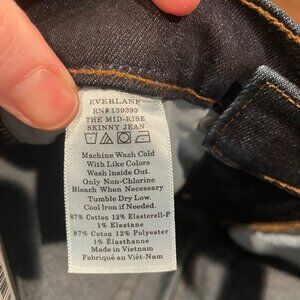 EVERLANE
RN# 139393
THE MID-RISE
SKINNY JEAN
Machine Wash Cold
With Like Colors
Wash Inside Out.
Only Non-Chlorine
Bleach When Necessary
Tumble Dry Low.
Cool Iron if Needed.
87% Cotton 12% Elasterell-P
1% Elastane
87% Cotton 12% Polyester
1% Élasthanne
Made in Vietnam
Fabriqué au Viêt-Nam